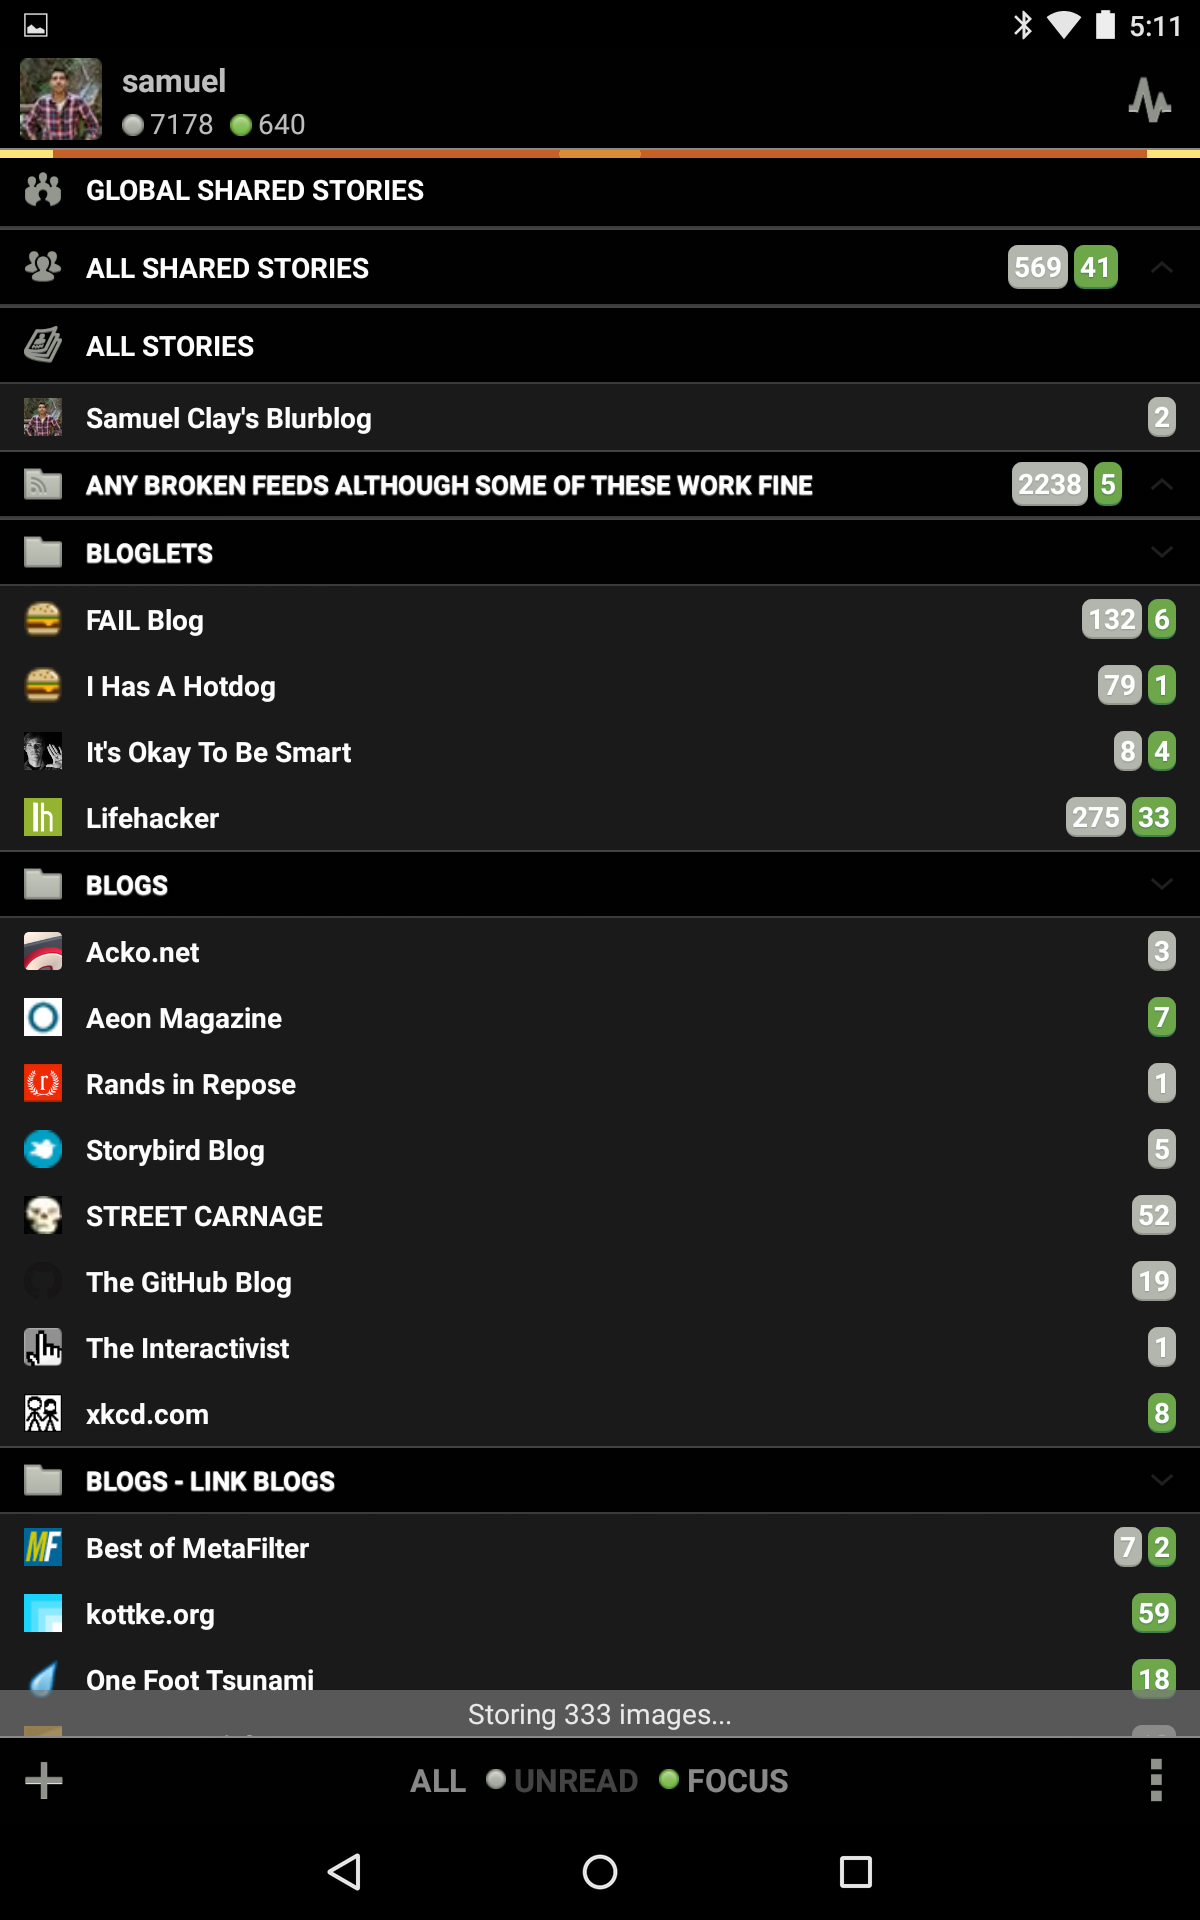 5:11
samuel
7178 640
GLOBAL SHARED STORIES
ALL SHARED STORIES 569 41
ALL STORIES
Samuel Clay's Blurblog 2
ANY BROKEN FEEDS ALTHOUGH SOME OF THESE WORK FINE 2238 5
BLOGLETS
FAIL Blog 132 6
I Has A Hotdog 79 1
It's Okay To Be Smart 8 4
lh Lifehacker 275 33
BLOGS
Acko.net 3
Aeon Magazine 7
r Rands in Repose 1
Storybird Blog 5
STREET CARNAGE 52
The GitHub Blog 19
The Interactivist 1
xkcd.com 8
BLOGS - LINK BLOGS
MF Best of MetaFilter 7 2
kottke.org 59
One Foot Tsunami 18
Storing 333 images...
ALL UNREAD FOCUS